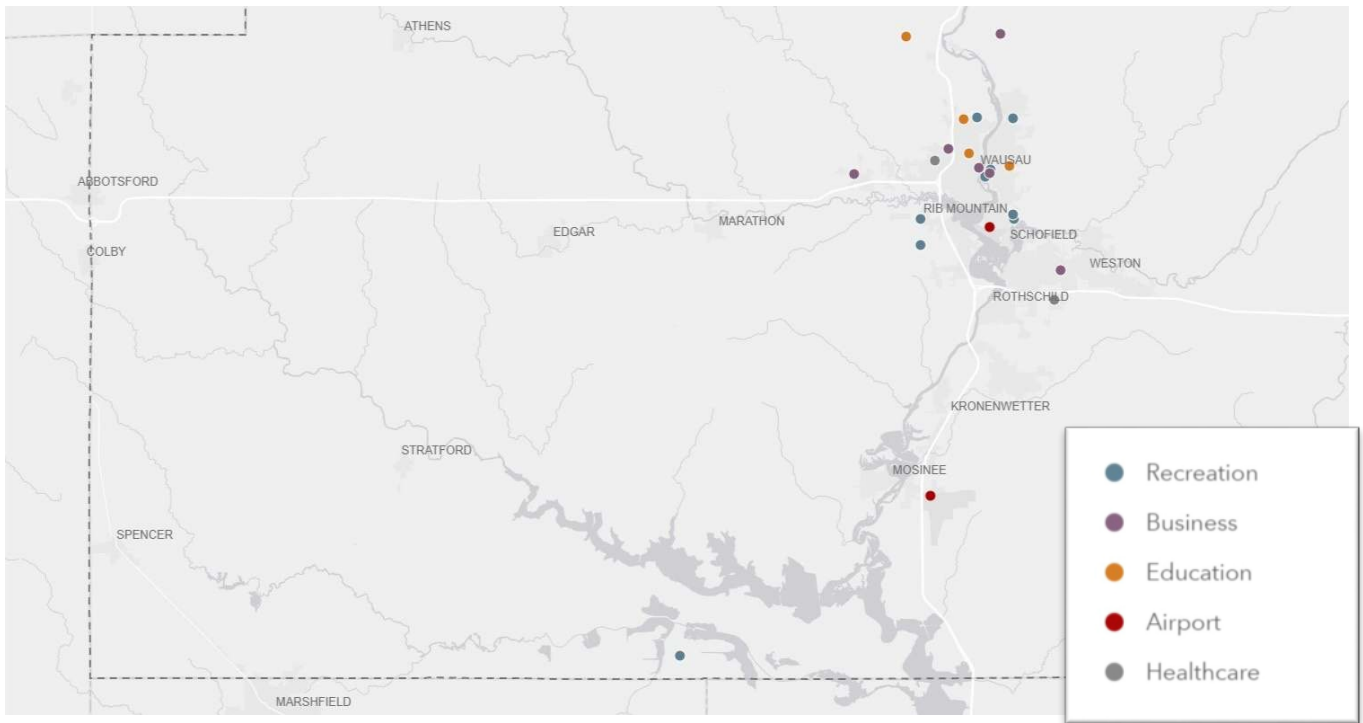 ATHENS
WAUSAU
ABBOTSFORD
RIB MOUNTAIN
MARATHON
EDGAR
SCHOFIELD
COLBY
WESTON
ROTHSCHILD
KRONENWETTER
STRATFORD
MOSINEE
SPENCER
MARSHFIELD
Recreation
Business
Education
Airport
Healthcare